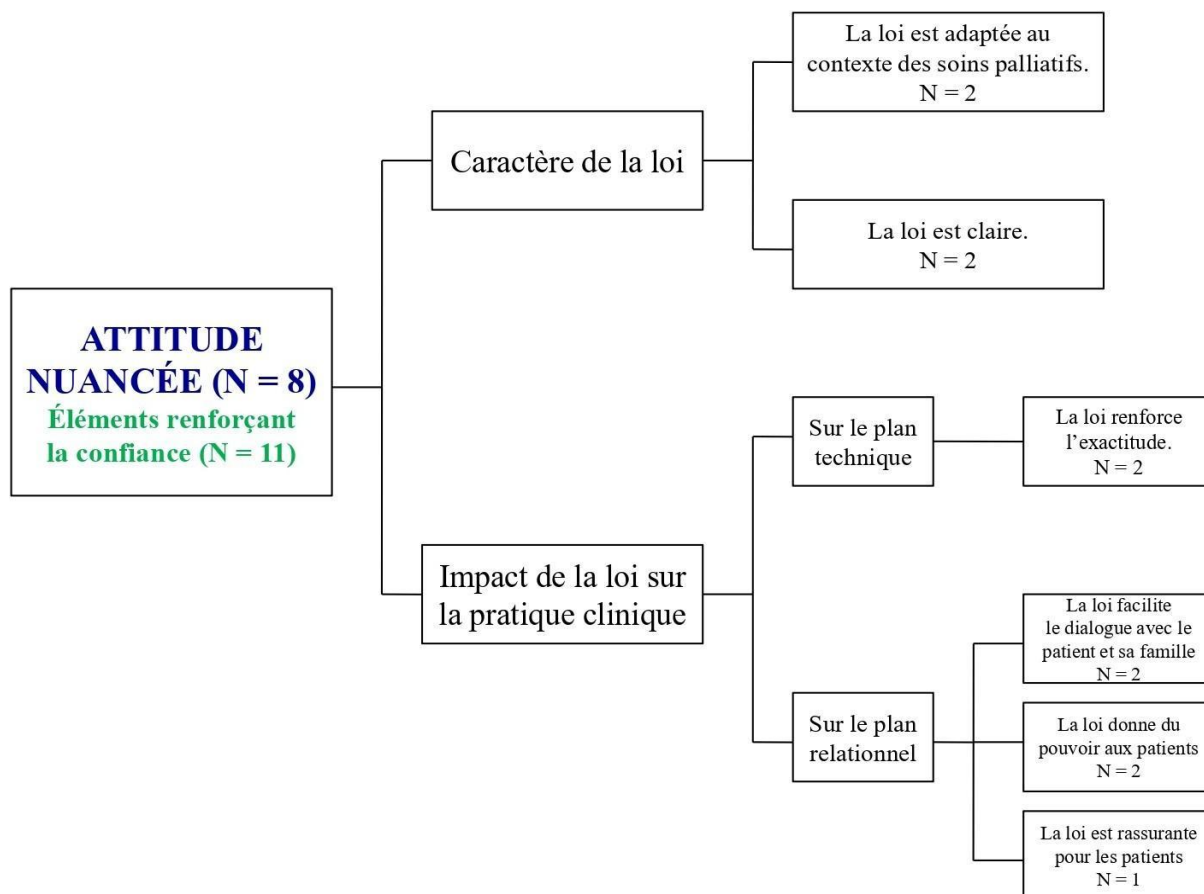 La loi est adaptée au
contexte des soins palliatifs.
N = 2
Caractère de la loi
La loi est claire.
N = 2
ATTITUDE
NUANCÉE (N = 8)
Éléments renforçant
la confiance (N = 11)
Sur le plan
technique
La loi renforce
l’exactitude.
N = 2
Impact de la loi sur
la pratique clinique
La loi facilite
le dialogue avec le
patient et sa famille
N = 2
Sur le plan
relationnel
La loi donne du
pouvoir aux patients
N = 2
La loi est rassurante
pour les patients
N = 1